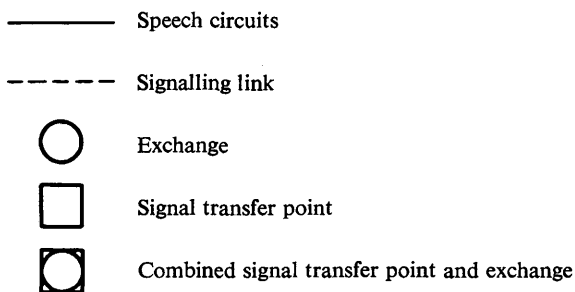 Speech circuits
Signalling link
Exchange
Signal transfer point
Combined signal transfer point and exchange